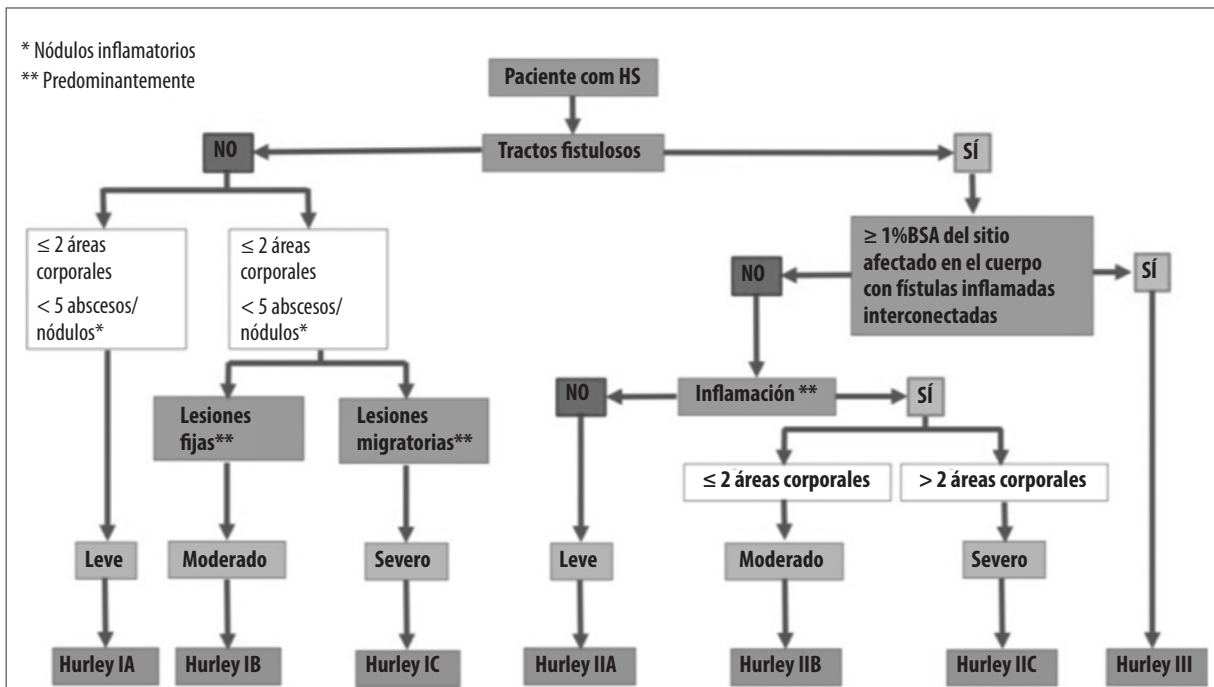 * Nódulos inflamatorios
** Predominantemente
Paciente com HS
NO
Tractos fistulosos
SÍ
≤ 2 áreas
corporales
< 5 abscesos/
nódulos*
≤ 2 áreas
corporales
< 5 abscesos/
nódulos*
≥ 1%BSA del sitio
afectado en el cuerpo
con fístulas inflamadas
interconectadas
NO
SÍ
Lesiones
fijas**
Lesiones
migratorias**
NO
Inflamación **
SÍ
≤ 2 áreas corporales
> 2 áreas corporales
Leve
Moderado
Severo
Leve
Moderado
Severo
Hurley IA
Hurley IB
Hurley IC
Hurley IIA
Hurley IIB
Hurley IIC
Hurley III